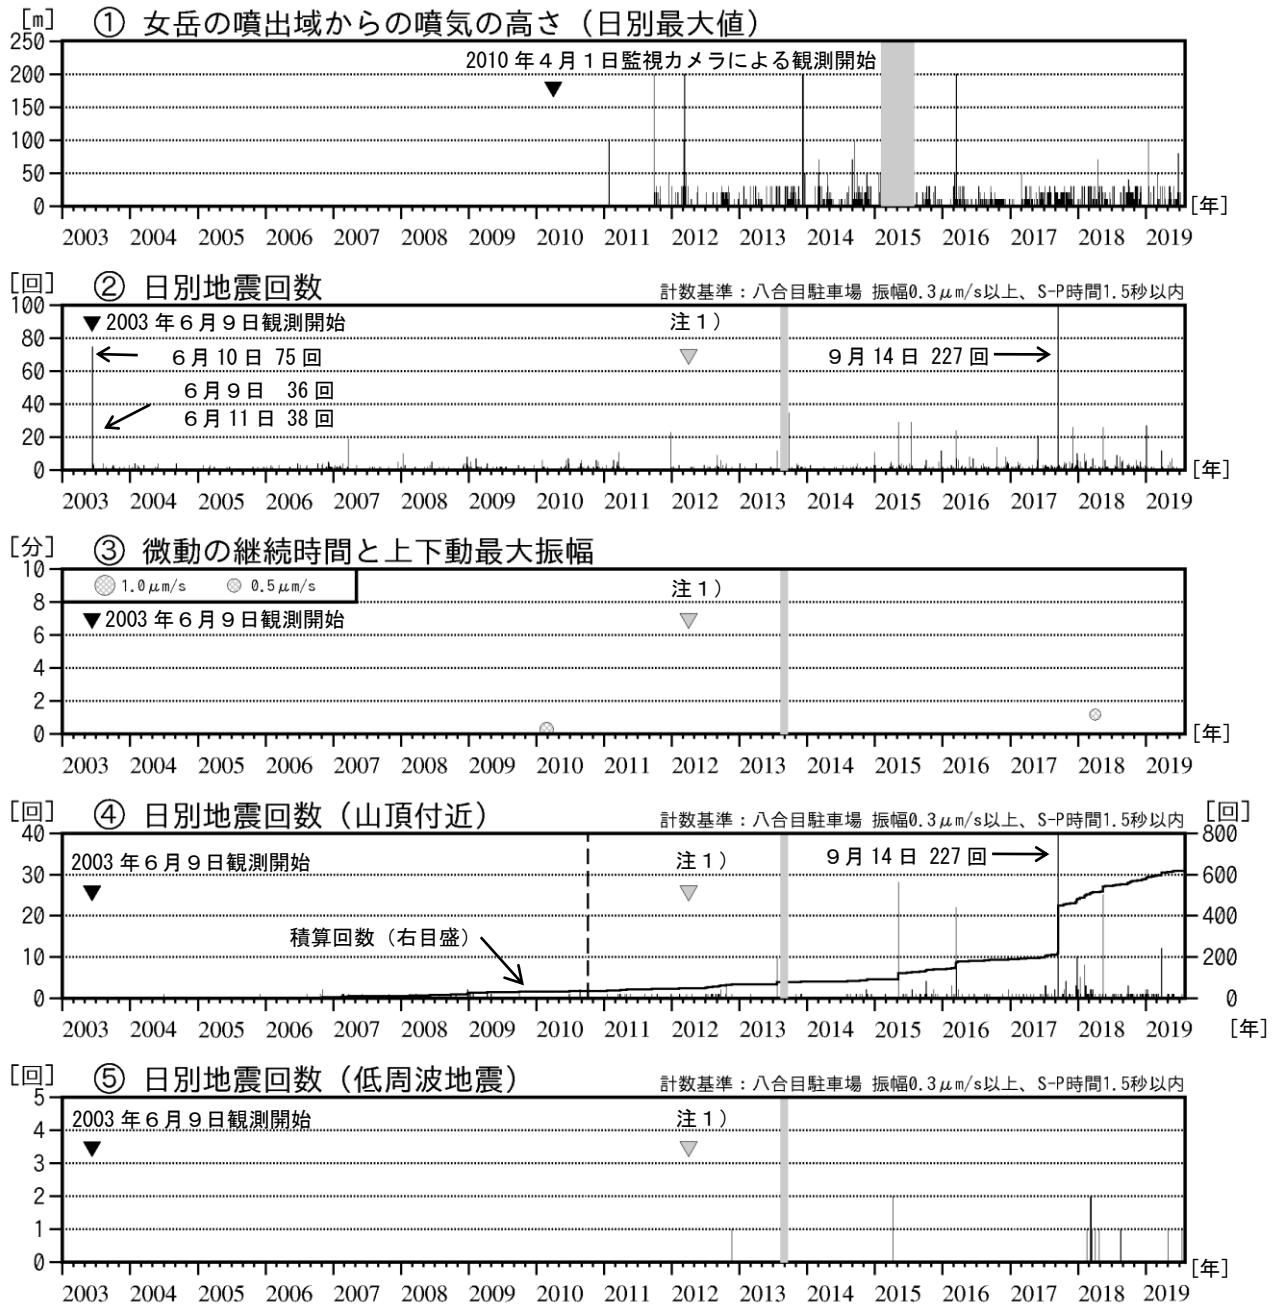 [m] ① 女岳の噴出域からの噴気の高さ（日別最大値）
250
200
150
100
50
0
2010年4月1日監視カメラによる観測開始
2003 2004 2005 2006 2007 2008 2009 2010 2011 2012 2013 2014 2015 2016 2017 2018 2019
[年]
[回] ② 日別地震回数
計数基準：八合目駐車場 振幅0.3μm/s以上、S-P時間1.5秒以内
100
80
60
40
20
0
2003年6月9日観測開始
6月10日 75回
6月9日 36回
6月11日 38回
注1）
9月14日 227回
2003 2004 2005 2006 2007 2008 2009 2010 2011 2012 2013 2014 2015 2016 2017 2018 2019
[年]
[分] ③ 微動の継続時間と上下動最大振幅
10
8
6
4
2
0
1.0μm/s 0.5μm/s
2003年6月9日観測開始
注1）
2003 2004 2005 2006 2007 2008 2009 2010 2011 2012 2013 2014 2015 2016 2017 2018 2019
[年]
[回] ④ 日別地震回数（山頂付近）
計数基準：八合目駐車場 振幅0.3μm/s以上、S-P時間1.5秒以内
[回]
40
30
20
10
0
2003年6月9日観測開始
注1）
9月14日 227回
積算回数（右目盛）
800
600
400
200
0
2003 2004 2005 2006 2007 2008 2009 2010 2011 2012 2013 2014 2015 2016 2017 2018 2019
[年]
[回] ⑤ 日別地震回数（低周波地震）
計数基準：八合目駐車場 振幅0.3μm/s以上、S-P時間1.5秒以内
5
4
3
2
1
0
2003年6月9日観測開始
注1）
2003 2004 2005 2006 2007 2008 2009 2010 2011 2012 2013 2014 2015 2016 2017 2018 2019
[年]